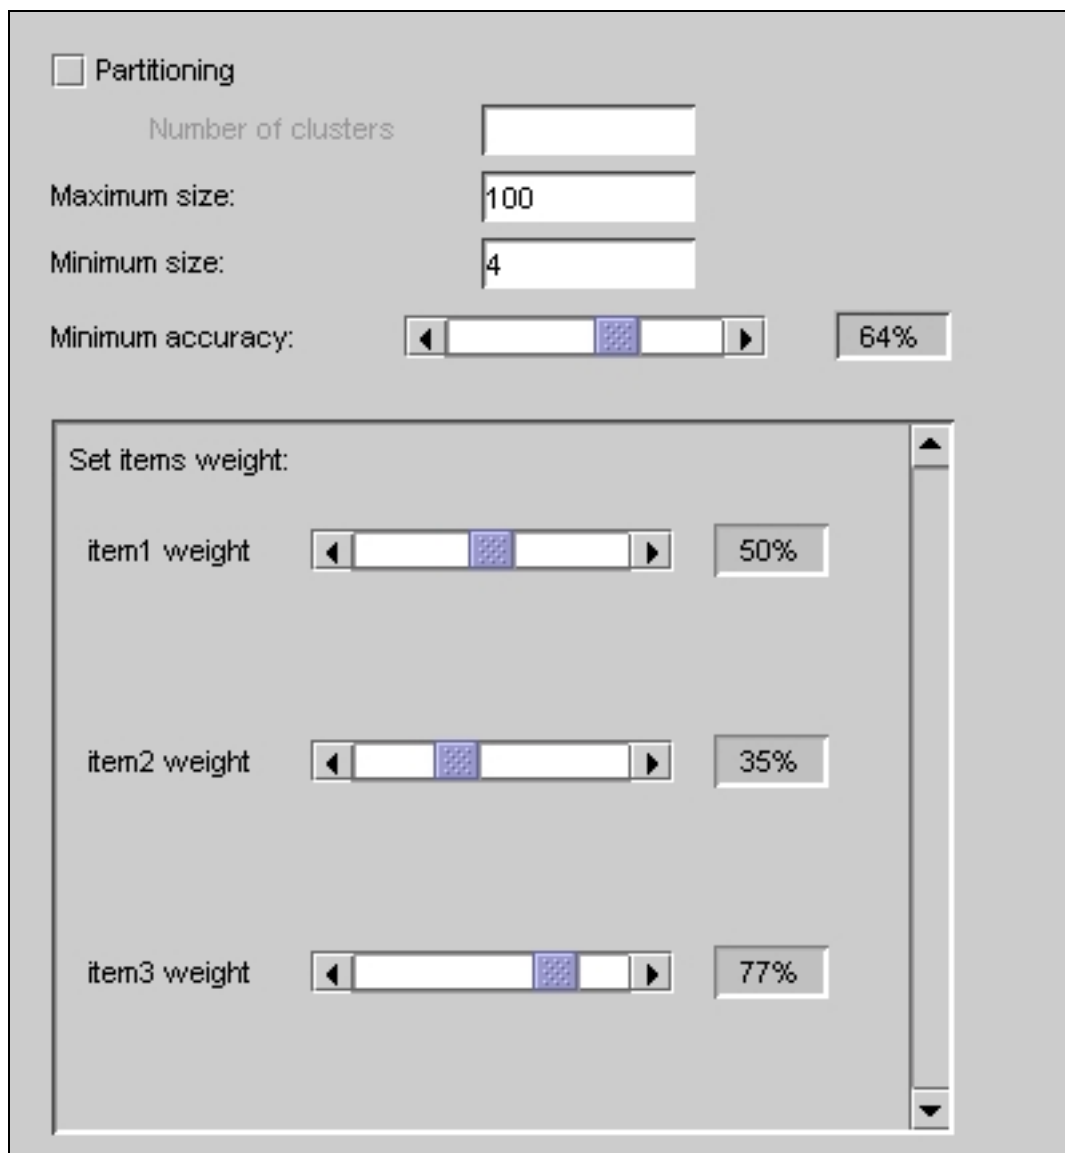 Partitioning
Number of clusters
Maximum size: 100
Minimum size: 4
Minimum accuracy: 64%
Set items weight:
item1 weight 50%
item2 weight 35%
item3 weight 77%